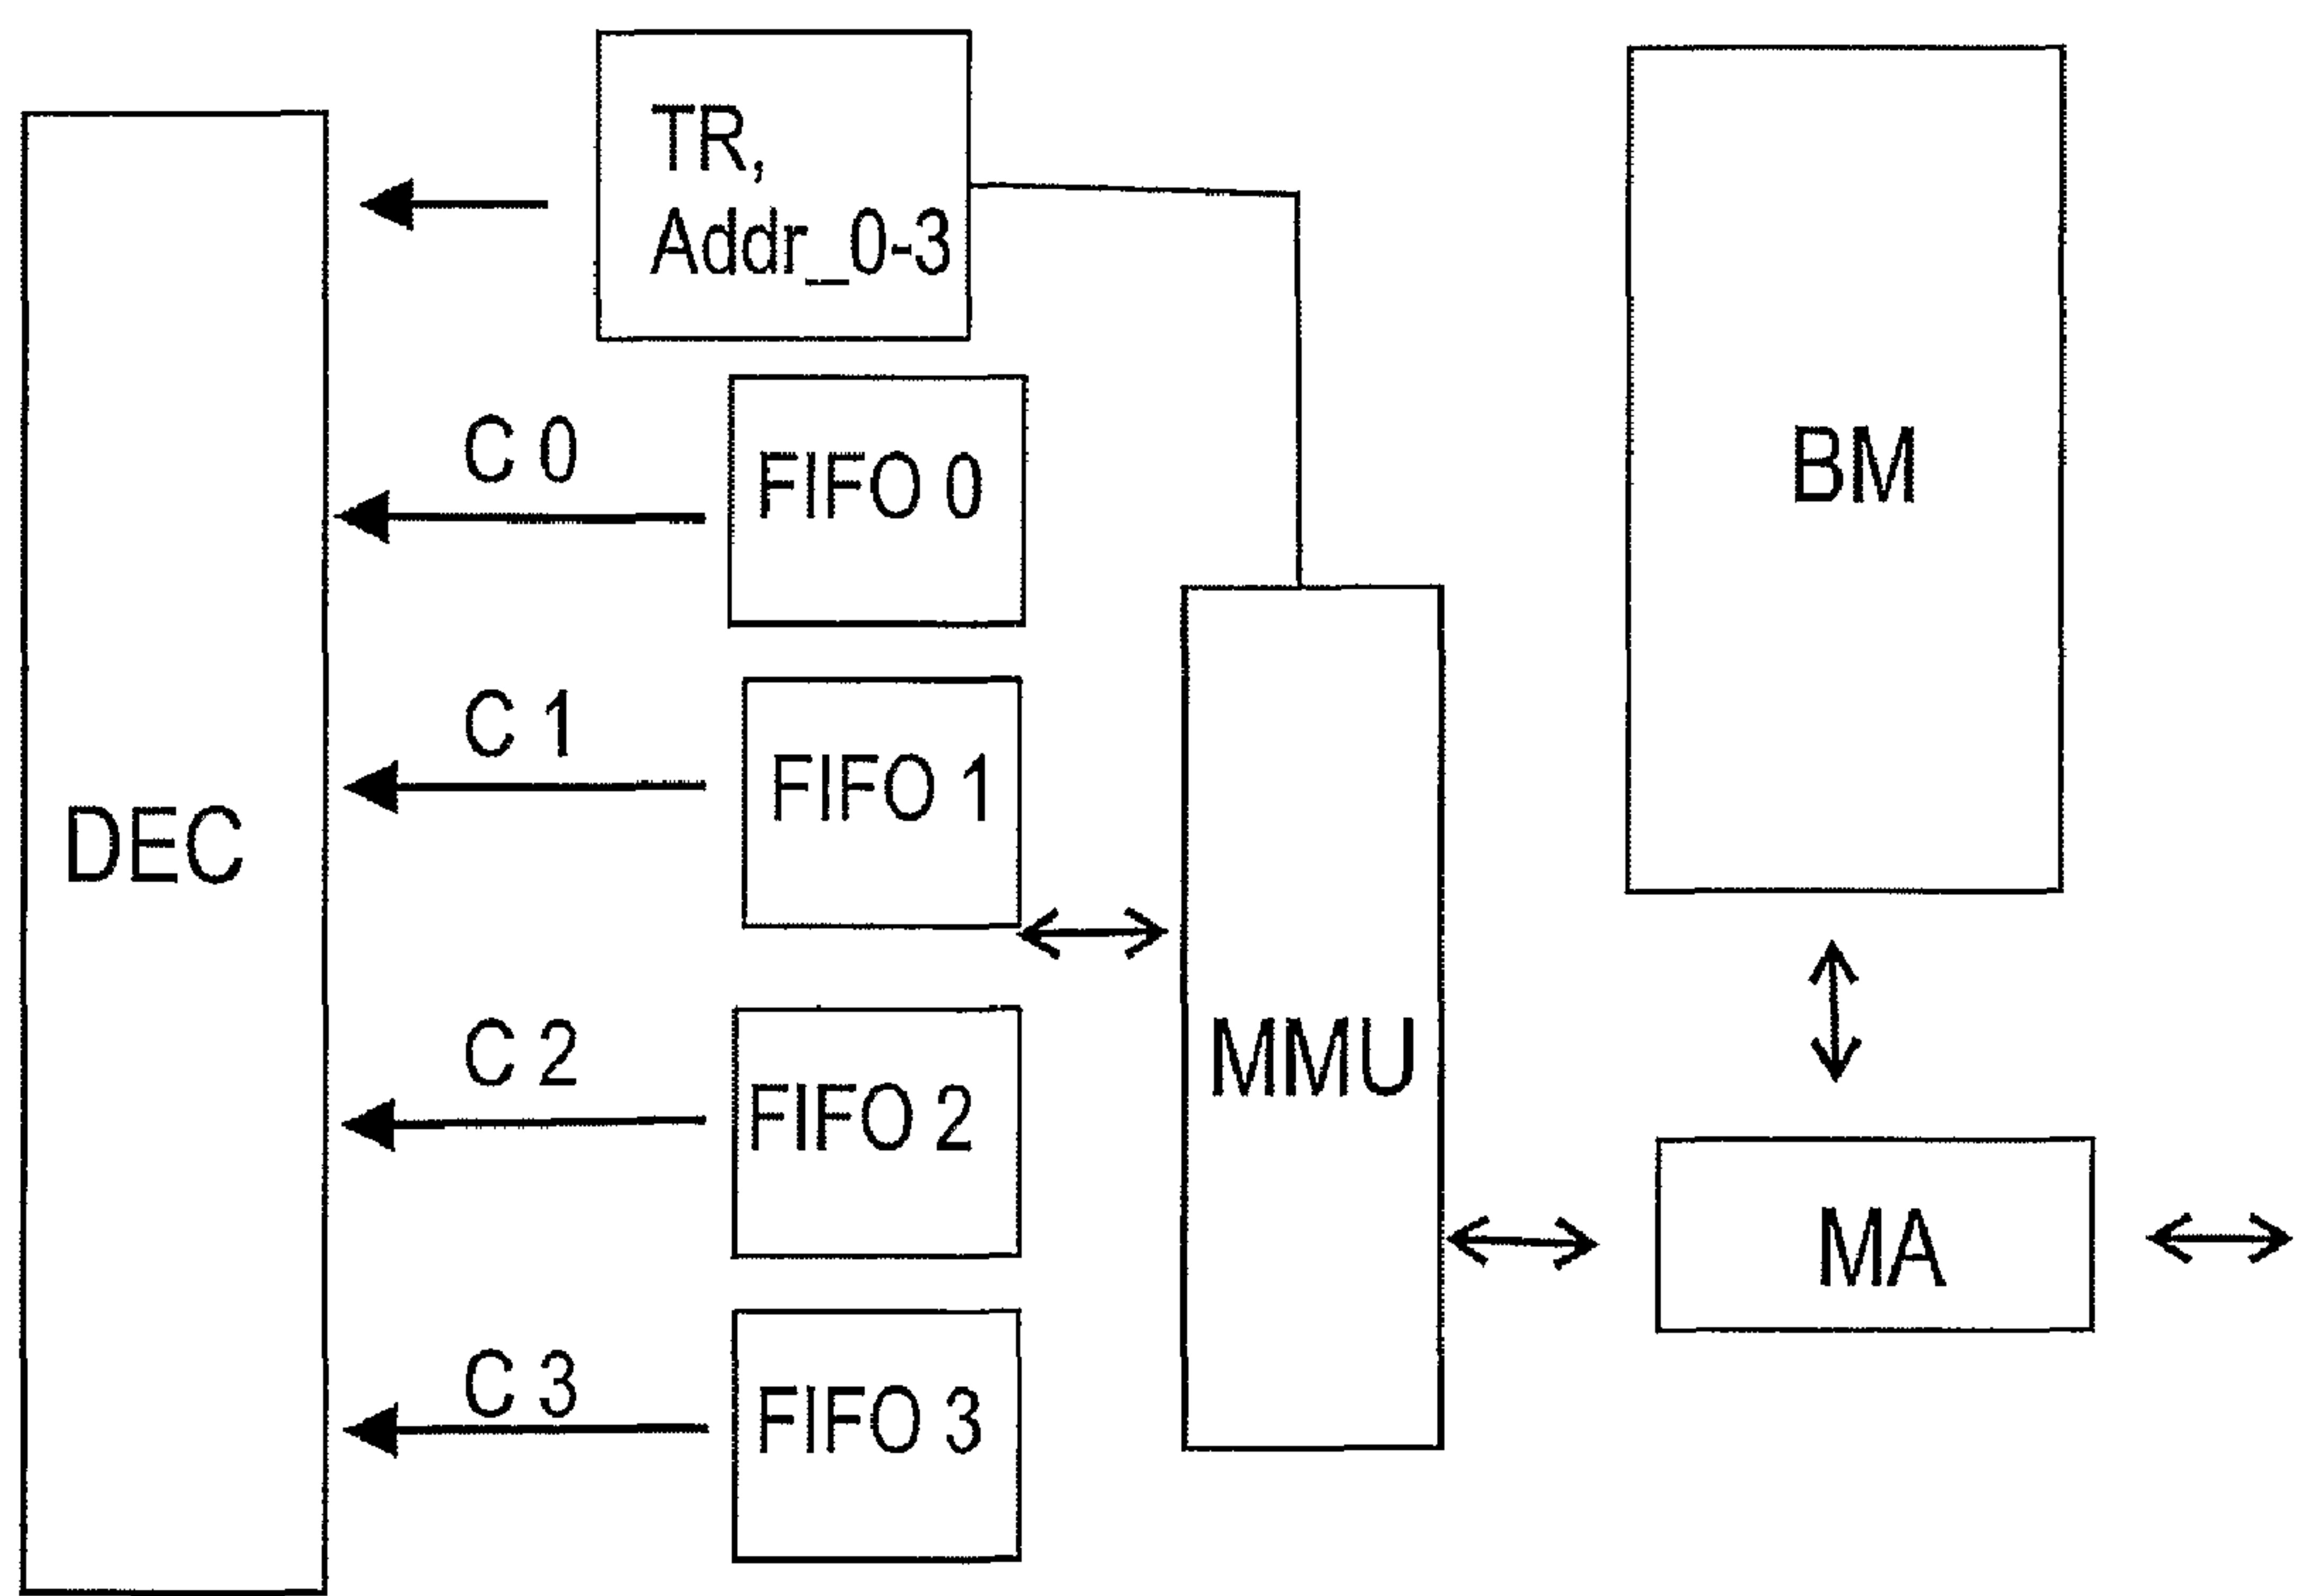 TR,
Addr_0-3
BM
C 0
FIFO 0
C 1
FIFO 1
DEC
C 2
FIFO 2
MMU
MA
C 3
FIFO 3